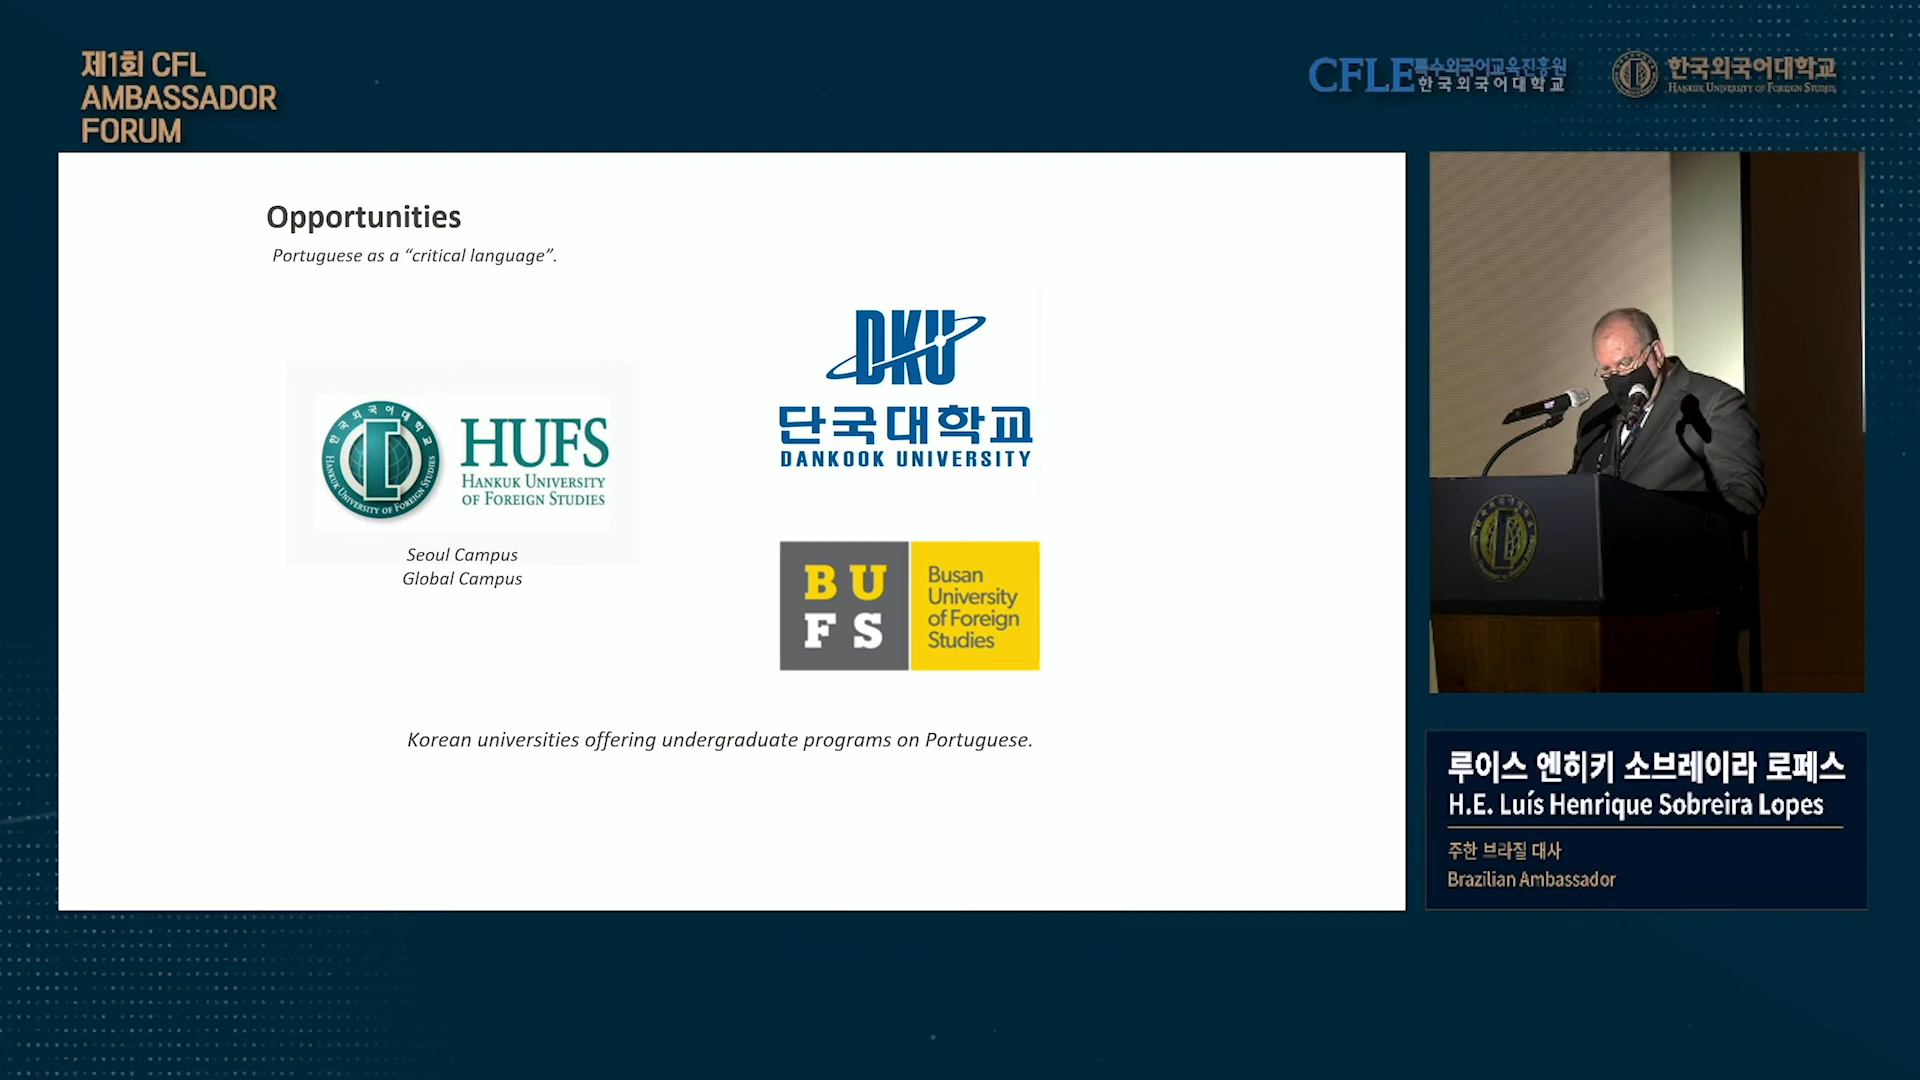 제1회 CFL
AMBASSADOR
FORUM
CFLE 특수외국어교육진흥원
한국외국어대학교
한국외국어대학교
HANKUK UNIVERSITY OF FOREIGN STUDIES
Opportunities
Portuguese as a “critical language”.
한국외국어대학교
HANKUK UNIVERSITY OF FOREIGN STUDIES
HUFS
HANKUK UNIVERSITY
OF FOREIGN STUDIES
Seoul Campus
Global Campus
DKU
단국대학교
DANKOOK UNIVERSITY
BU
FS
Busan
University
of Foreign
Studies
Korean universities offering undergraduate programs on Portuguese.
루이스 엔히키 소브레이라 로페스
H.E. Luís Henrique Sobreira Lopes
주한 브라질 대사
Brazilian Ambassador